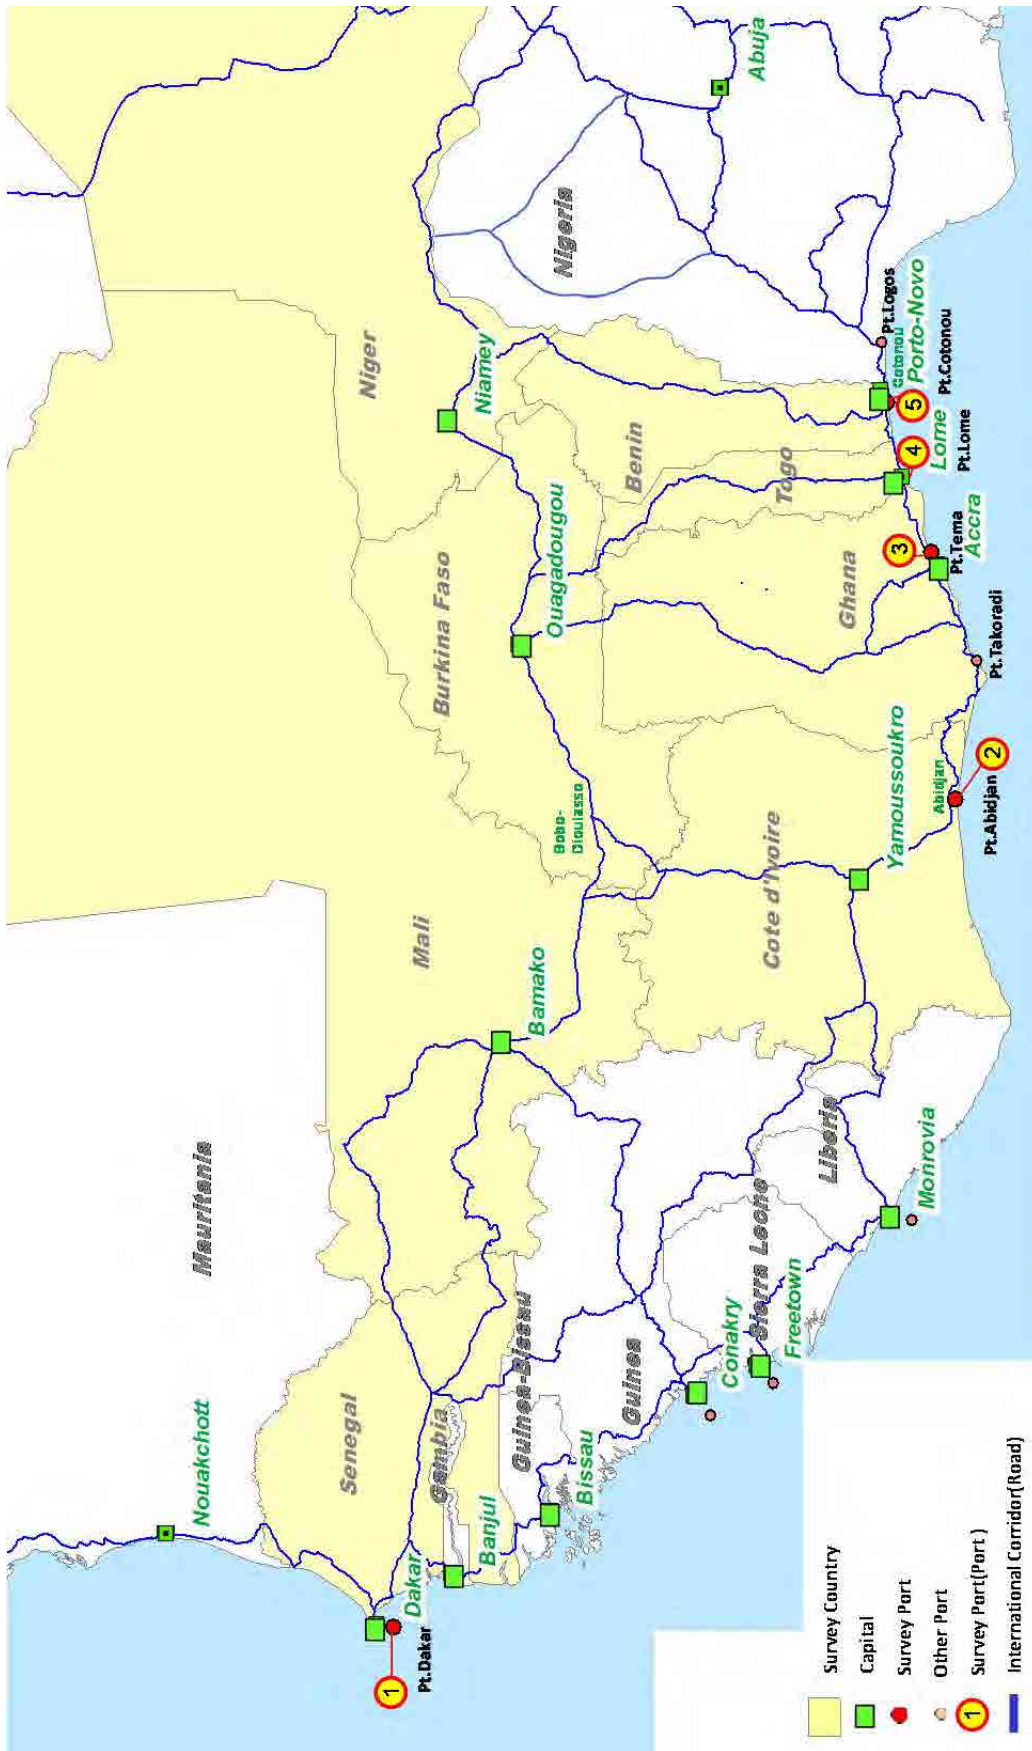 Nouakchott
Mauritania
Mali
Niger
Dakar
Pt.Dakar
1
Senegal
Banjul
Gambia
Bissau
Guinea-Bissau
Guinea
Conakry
Freetown
Sierra Leone
Monrovia
Liberia
Bamako
Bobo-
Dioulasso
Burkina Faso
Ouagadougou
Niamey
Cote d'Ivoire
Yamoussoukro
Abidjan
Pt.Abidjan
2
Ghana
Pt.Takoradi
3
Pt.Tema
Accra
Togo
4
Lome
Pt.Lome
Benin
5
Cotonou
Porto-Novo
Pt.Cotonou
Pt.Logos
Nigeria
Abuja
Survey Country
Capital
Survey Port
Other Port
1
Survey Port(Port)
International Corridor(Road)